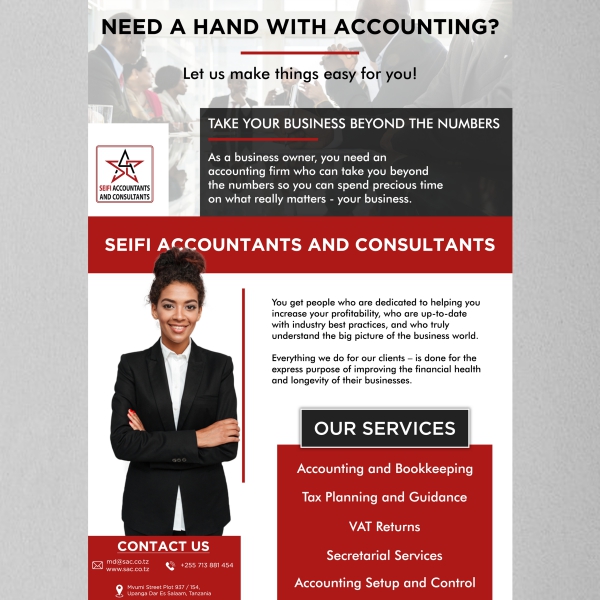 NEED A HAND WITH ACCOUNTING?
Let us make things easy for you!
TAKE YOUR BUSINESS BEYOND THE NUMBERS
As a business owner, you need an
accounting firm who can take you beyond
the numbers so you can spend precious time
on what really matters - your business.
SEIFI ACCOUNTANTS
AND CONSULTANTS
SEIFI ACCOUNTANTS AND CONSULTANTS
You get people who are dedicated to helping you
increase your profitability, who are up-to-date
with industry best practices, and who truly
understand the big picture of the business world.
Everything we do for our clients – is done for the
express purpose of improving the financial health
and longevity of their businesses.
OUR SERVICES
Accounting and Bookkeeping
Tax Planning and Guidance
VAT Returns
Secretarial Services
Accounting Setup and Control
CONTACT US
md@sac.co.tz
www.sac.co.tz
+255 713 881 454
Mvumi Street Plot 937 / 154,
Upanga Dar Es Salaam, Tanzania